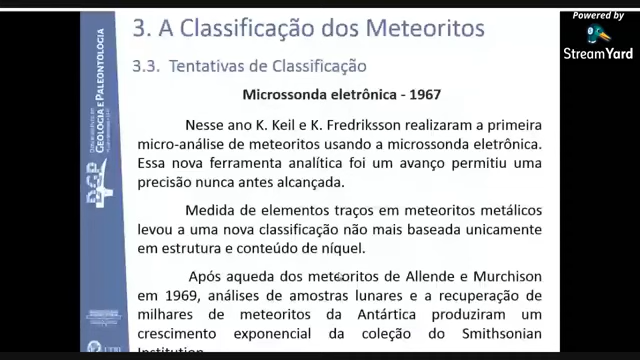 Powered by
StreamYard
3. A Classificação dos Meteoritos
3.3. Tentativas de Classificação
Microssonda eletrônica - 1967
Nesse ano K. Keil e K. Fredriksson realizaram a primeira
micro-análise de meteoritos usando a microssonda eletrônica.
Essa nova ferramenta analítica foi um avanço permitiu uma
precisão nunca antes alcançada.
Medida de elementos traços em meteoritos metálicos
levou a uma nova classificação não mais baseada unicamente
em estrutura e conteúdo de níquel.
Após aqueda dos meteoritos de Allende e Murchison
em 1969, análises de amostras lunares e a recuperação de
milhares de meteoritos da Antártica produziram um
crescimento exponencial da coleção do Smithsonian
Institution.
DGP
GEOLOGIA E PALEONTOLOGIA